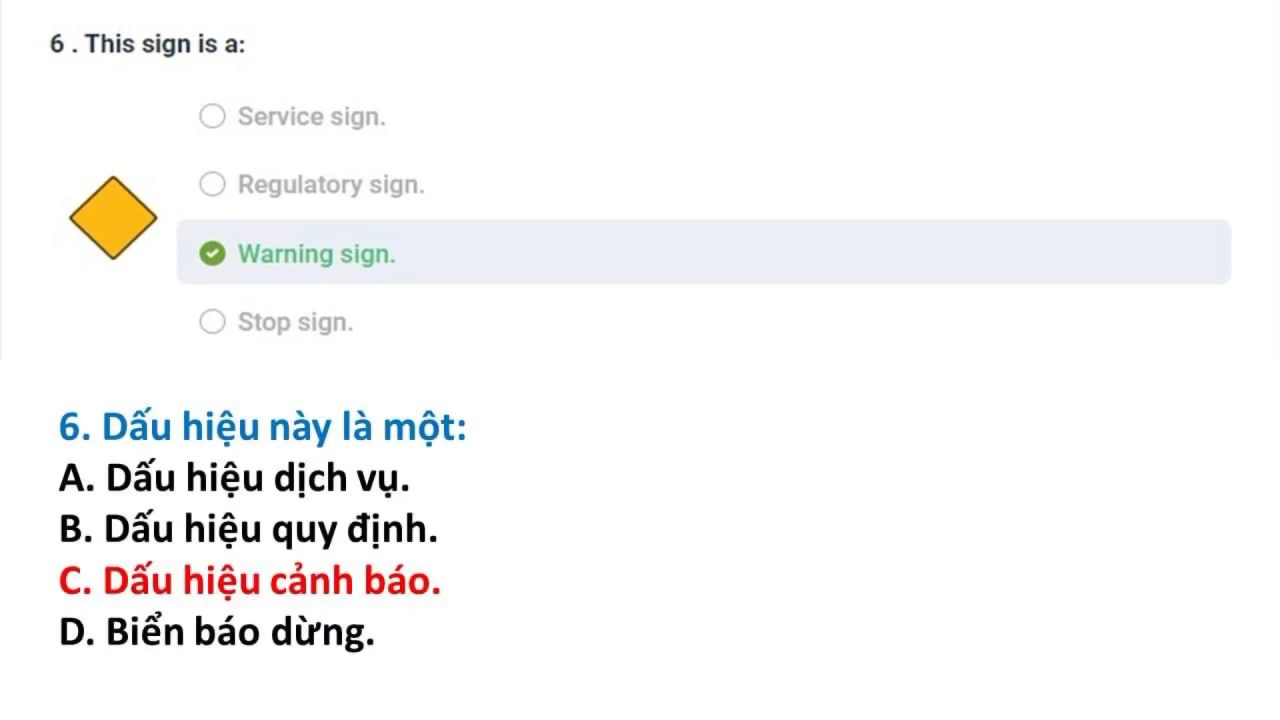 6 . This sign is a:
Service sign.
Regulatory sign.
Warning sign.
Stop sign.
6. Dấu hiệu này là một:
A. Dấu hiệu dịch vụ.
B. Dấu hiệu quy định.
C. Dấu hiệu cảnh báo.
D. Biển báo dừng.